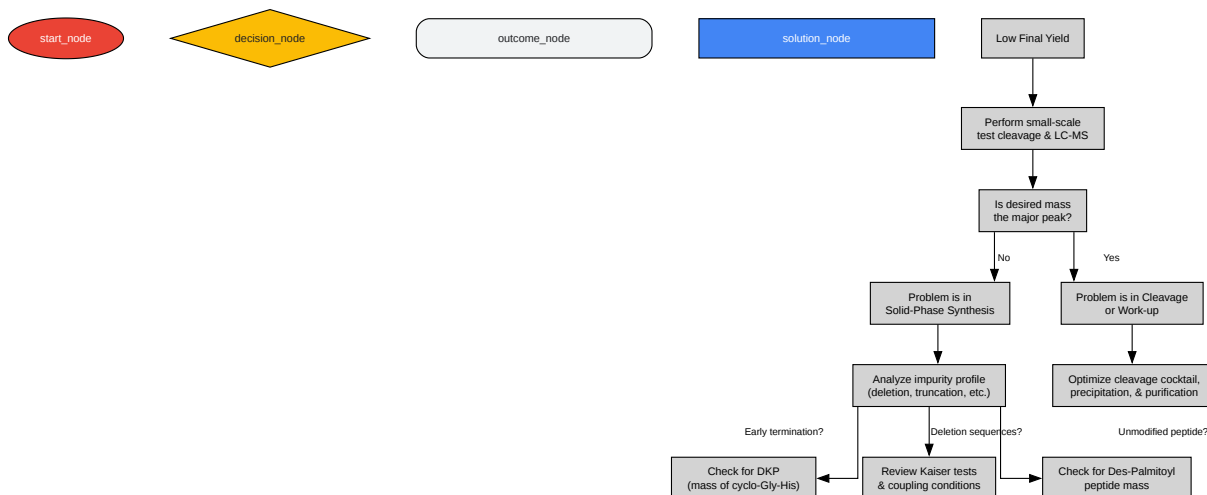 start_node
decision_node
outcome_node
solution_node
Low Final Yield
Perform small-scale
test cleavage & LC-MS
Is desired mass
the major peak?
No
Yes
Problem is in
Solid-Phase Synthesis
Problem is in Cleavage
or Work-up
Analyze impurity profile
(deletion, truncation, etc.)
Optimize cleavage cocktail,
precipitation, & purification
Early termination?
Deletion sequences?
Unmodified peptide?
Check for DKP
(mass of cyclo-Gly-His)
Review Kaiser tests
& coupling conditions
Check for Des-Palmitoyl
peptide mass